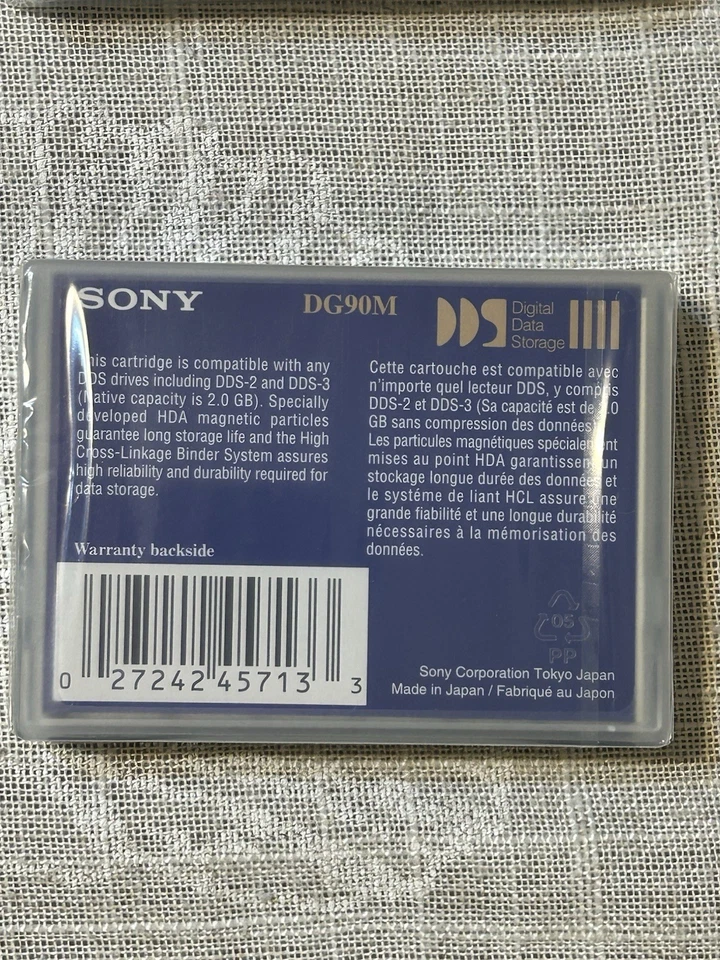 SONY
DG90M
DDS Digital
Data
Storage
This cartridge is compatible with any
DDS drives including DDS-2 and DDS-3
(Native capacity is 2.0 GB). Specially
developed HDA magnetic particles
guarantee long storage life and the High
Cross-Linkage Binder System assures
high reliability and durability required for
data storage.
Warranty backside
Cette cartouche est compatible avec
n'importe quel lecteur DDS, y compris
DDS-2 et DDS-3 (Sa capacité est de 2.0
GB sans compression des données).
Les particules magnétiques spécialement
mises au point HDA garantissent un
stockage longue durée des données et
le systéme de liant HCL assure une
grande fiabilité et une longue durabilité
nécessaires à la mémorisation des
données.
0 27242 45713 3
05
PP
Sony Corporation Tokyo Japan
Made in Japan / Fabriqué au Japon